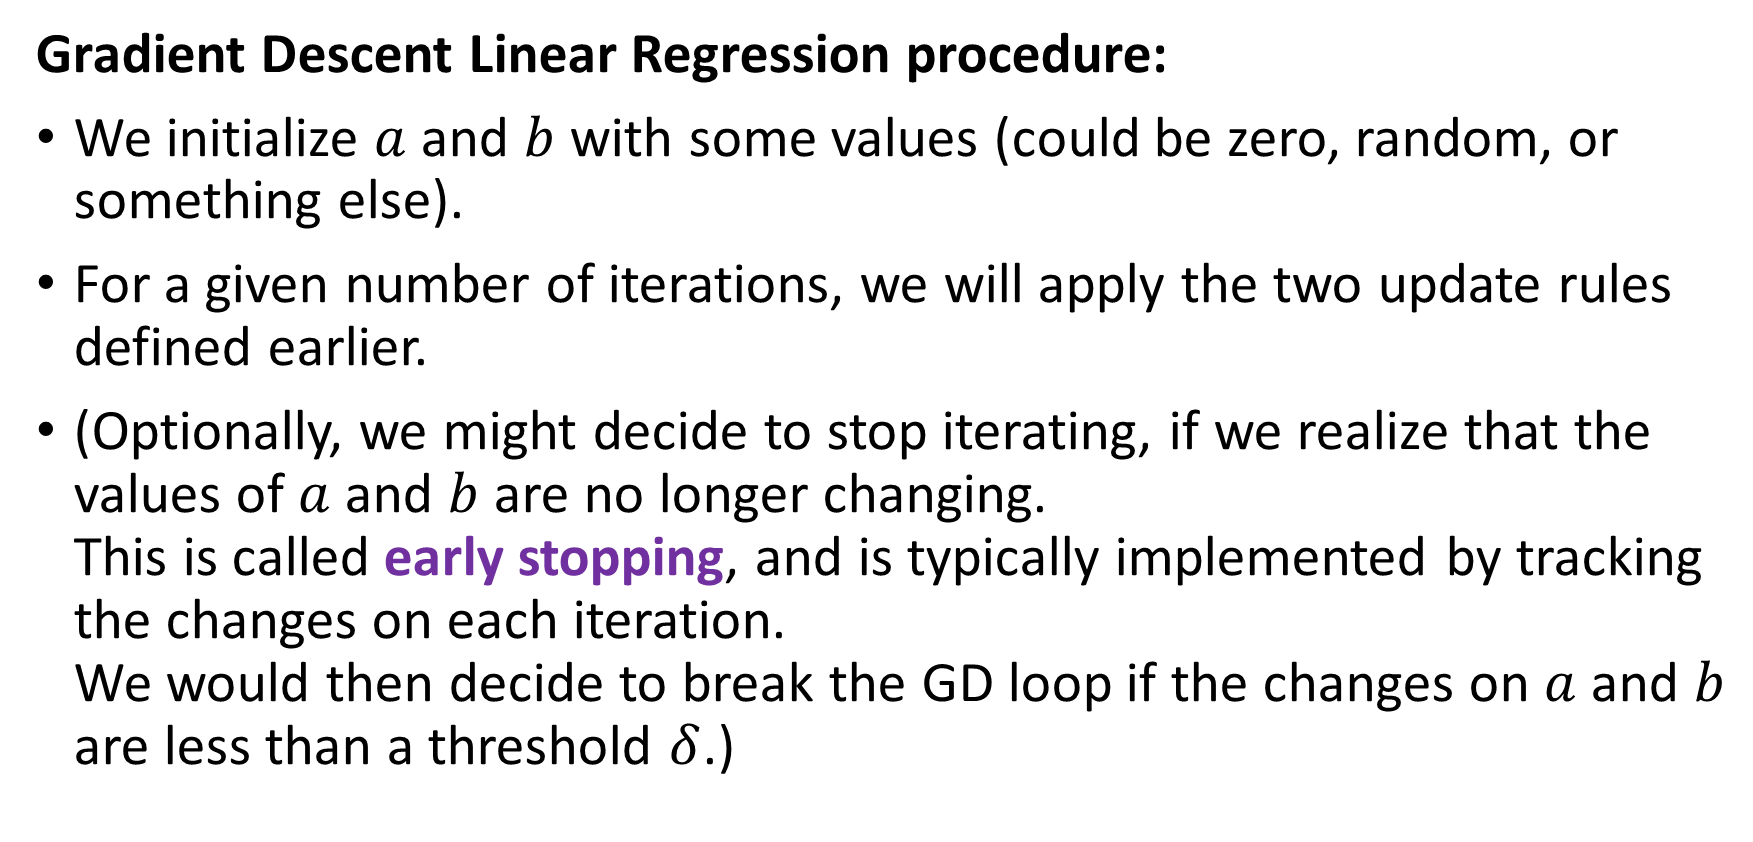 Gradient Descent Linear Regression procedure:
• We initialize 𝑎 and 𝑏 with some values (could be zero, random, or
something else).
• For a given number of iterations, we will apply the two update rules
defined earlier.
• (Optionally, we might decide to stop iterating, if we realize that the
values of 𝑎 and 𝑏 are no longer changing.
This is called early stopping, and is typically implemented by tracking
the changes on each iteration.
We would then decide to break the GD loop if the changes on 𝑎 and 𝑏
are less than a threshold 𝛿.)